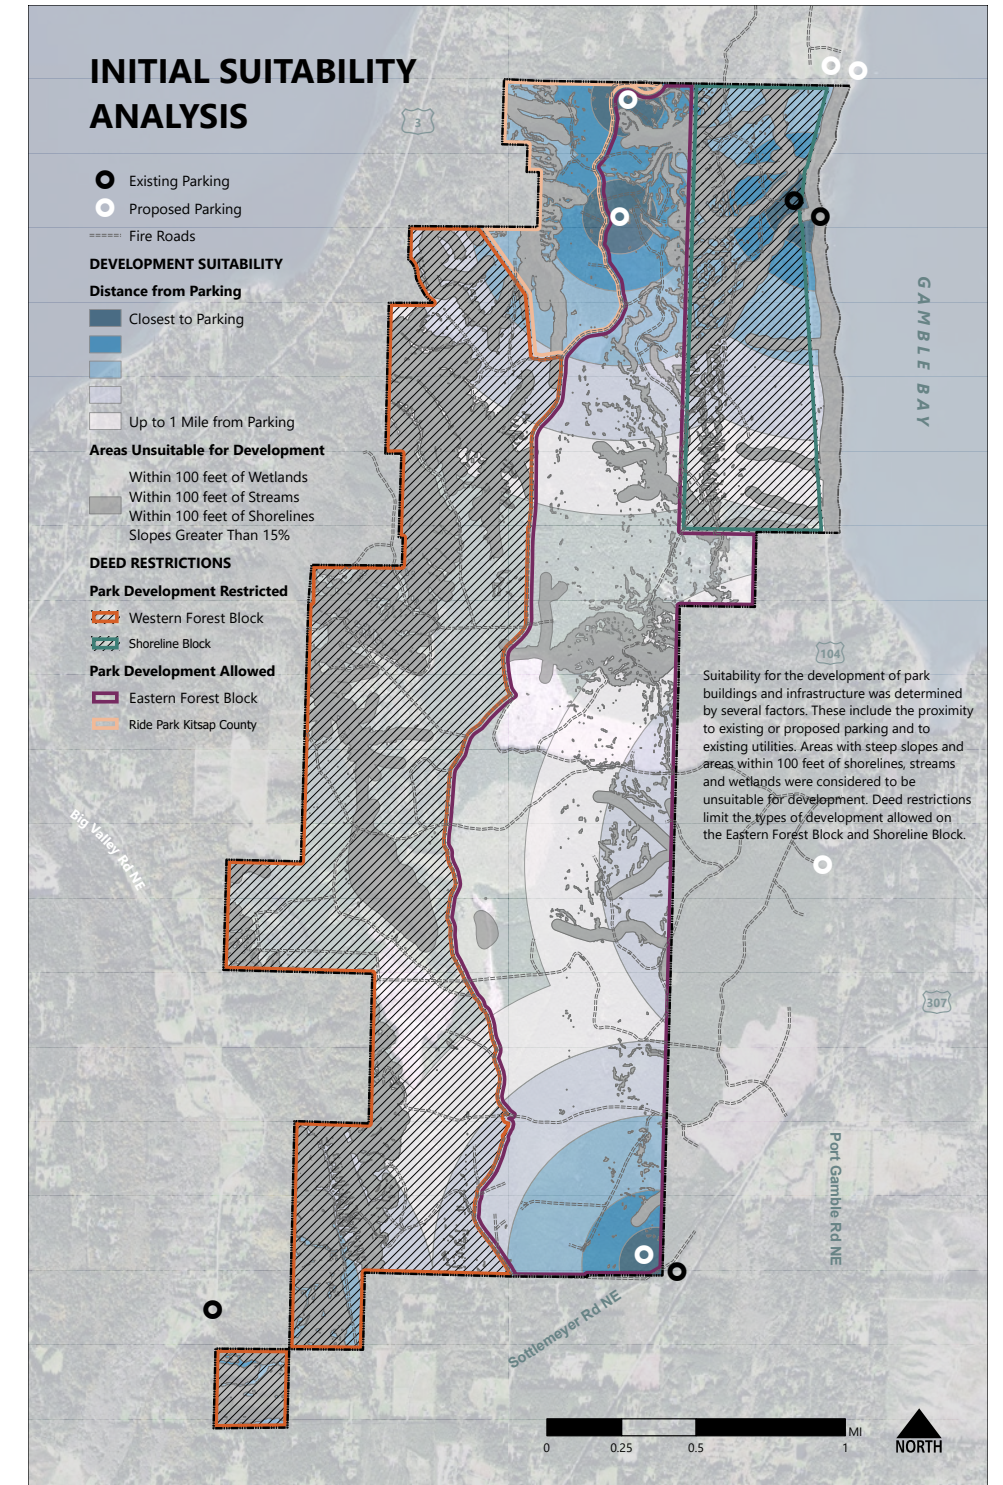 INITIAL SUITABILITY
ANALYSIS
3
Existing Parking
Proposed Parking
Fire Roads
DEVELOPMENT SUITABILITY
Distance from Parking
Closest to Parking
Up to 1 Mile from Parking
Areas Unsuitable for Development
Within 100 feet of Wetlands
Within 100 feet of Streams
Within 100 feet of Shorelines
Slopes Greater Than 15%
DEED RESTRICTIONS
Park Development Restricted
Western Forest Block
Shoreline Block
Park Development Allowed
Eastern Forest Block
Ride Park Kitsap County
GAMBLE BAY
104
Suitability for the development of park
buildings and infrastructure was determined
by several factors. These include the proximity
to existing or proposed parking and to
existing utilities. Areas with steep slopes and
areas within 100 feet of shorelines, streams
and wetlands were considered to be
unsuitable for development. Deed restrictions
limit the types of development allowed on
the Eastern Forest Block and Shoreline Block.
Big Valley Rd NE
307
Port Gamble Rd NE
Sottlemeyer Rd NE
MI
0 0.25 0.5 1
NORTH